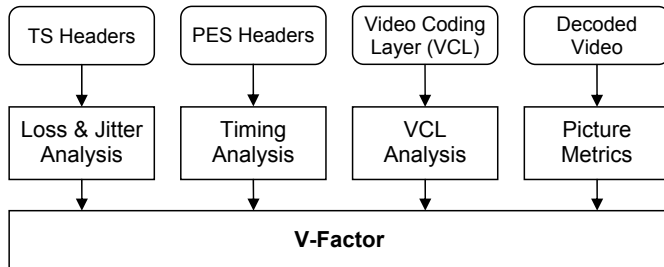 TS Headers
PES Headers
Video Coding
Layer (VCL)
Decoded
Video
Loss & Jitter
Analysis
Timing
Analysis
VCL
Analysis
Picture
Metrics
V-Factor